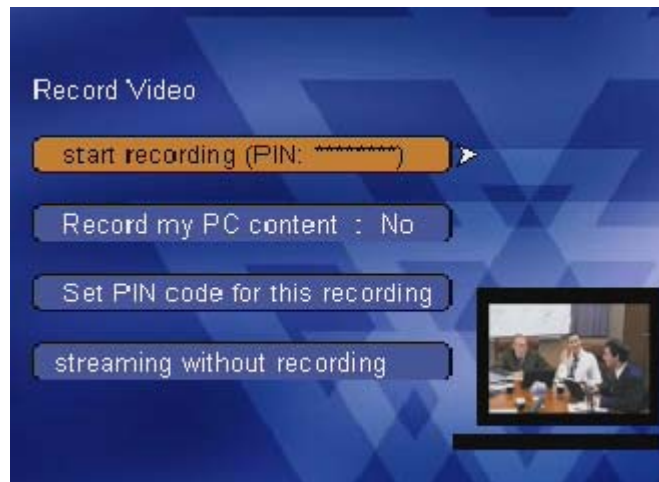 Record Video
start recording (PIN: ********)
Record my PC content : No
Set PIN code for this recording
streaming without recording